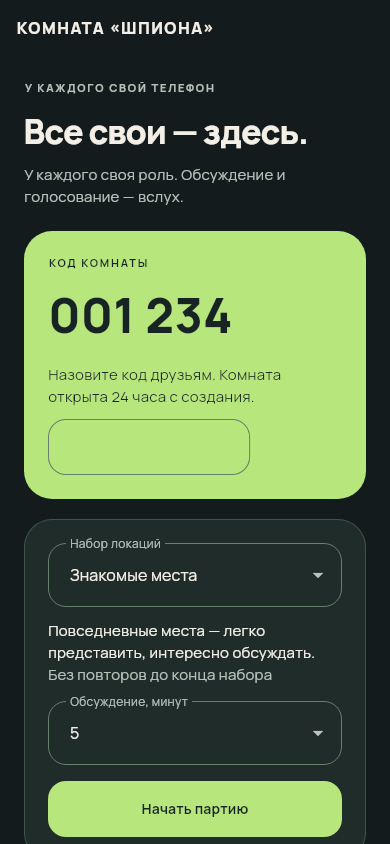 КОМНАТА «ШПИОНА»
У КАЖДОГО СВОЙ ТЕЛЕФОН
Все свои — здесь.
У каждого своя роль. Обсуждение и
голосование — вслух.
КОД КОМНАТЫ
001 234
Назовите код друзьям. Комната
открыта 24 часа с создания.
Набор локаций
Знакомые места
Повседневные места — легко
представить, интересно обсуждать.
Без повторов до конца набора
Обсуждение, минут
5
Начать партию